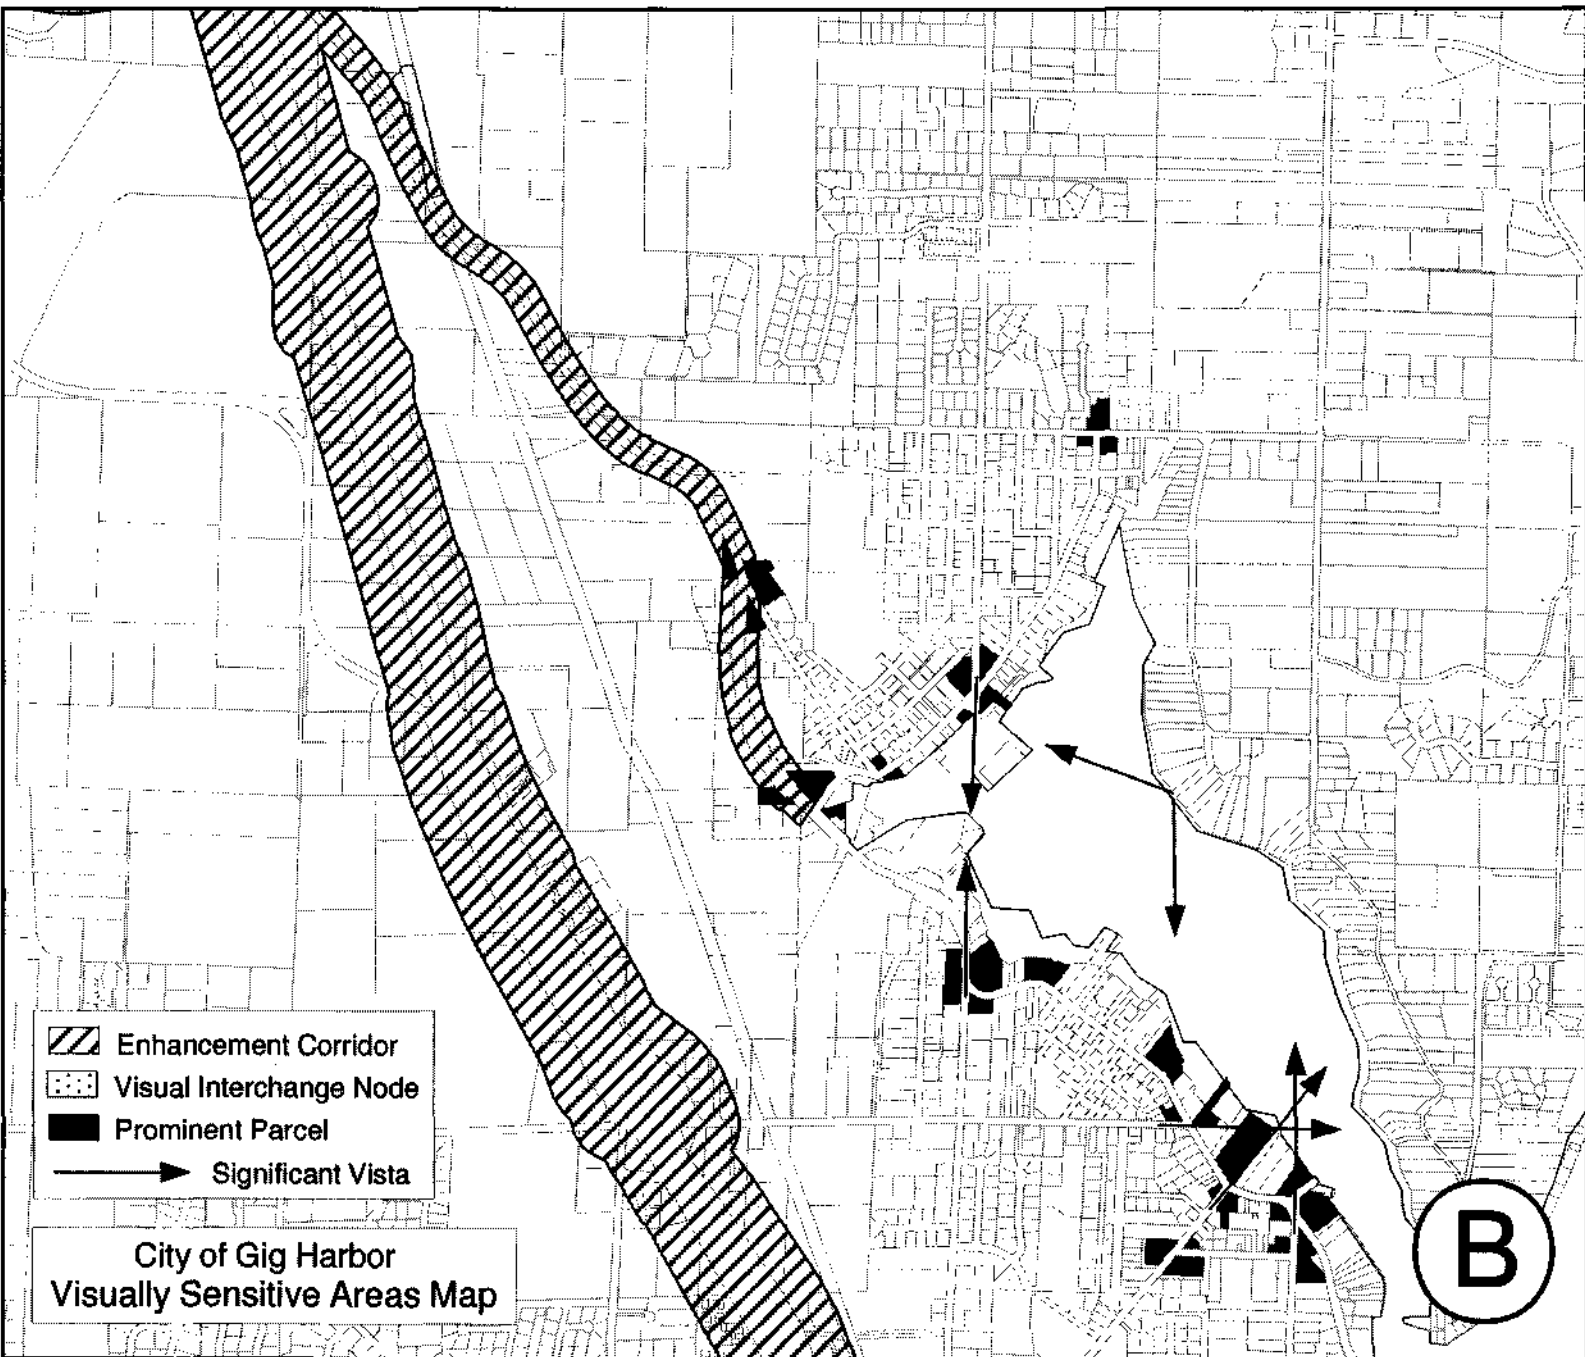 Enhancement Corridor
Visual Interchange Node
Prominent Parcel
Significant Vista
City of Gig Harbor
Visually Sensitive Areas Map
B